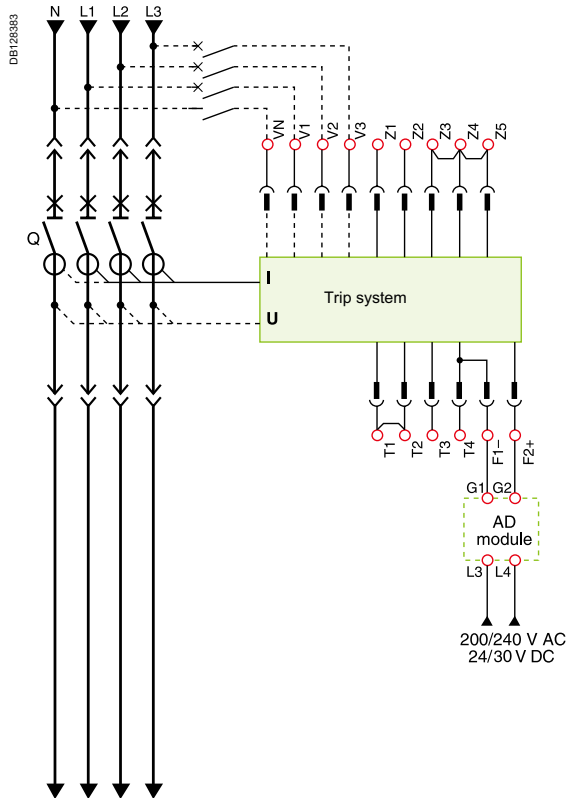 DB128383
N L1 L2 L3
VN V1 V2 V3 Z1 Z2 Z3 Z4 Z5
Q
I
Trip system
U
T1 T2 T3 T4 F1– F2+
G1 G2
AD
module
L3 L4
200/240 V AC
24/30 V DC